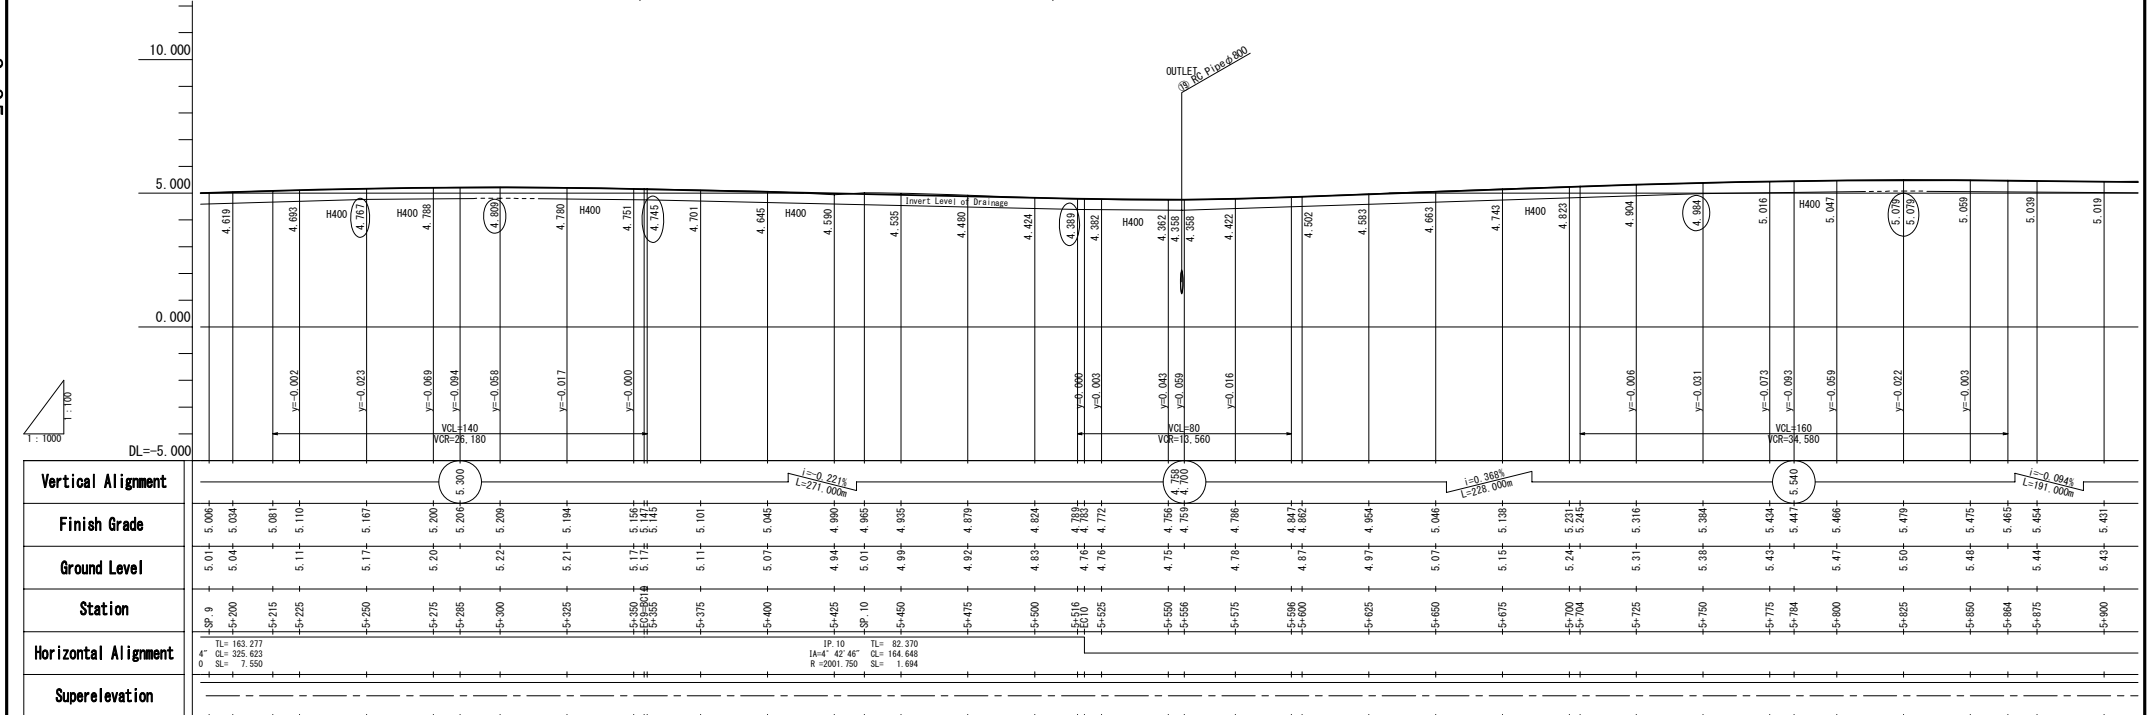 10.000
OUTLET
⑲ RC Pipeφ800
5.000
Invert Level of Drainage
4.619
4.693
H400
4.767
H400
4.788
4.809
4.780
H400
4.751
4.745
4.701
4.645
H400
4.590
4.535
4.480
4.424
4.389
4.382
H400
4.362
4.358
4.358
4.422
4.502
4.583
4.663
4.743
H400
4.823
4.904
4.984
5.016
H400
5.047
5.079
5.079
5.059
5.039
5.019
0.000
y=-0.002
y=-0.023
y=-0.069
y=-0.094
y=-0.058
y=-0.017
y=-0.000
y=0.000
y=0.003
y=0.043
y=0.059
y=0.016
y=-0.006
y=-0.031
y=-0.073
y=-0.093
y=-0.059
y=-0.022
y=-0.003
1:100
1:1000
VCL=140
VCR=26,180
VCL=80
VCR=13,560
VCL=160
VCR=34,580
DL=-5.000
Vertical Alignment
5.300
i=-0.221%
L=271.000m
4.758
4.700
i=0.368%
L=228.000m
5.540
i=-0.094%
L=191.000m
Finish Grade
5.006
5.034
5.081
5.110
5.167
5.200
5.206
5.209
5.194
5.156
5.147
5.145
5.101
5.045
4.990
4.965
4.935
4.879
4.824
4.789
4.783
4.772
4.756
4.759
4.786
4.847
4.862
4.954
5.046
5.138
5.231
5.245
5.316
5.384
5.434
5.447
5.466
5.479
5.475
5.465
5.454
5.431
Ground Level
5.01
5.04
5.11
5.17
5.20
5.22
5.21
5.17
5.17
5.11
5.07
4.94
5.01
4.99
4.92
4.83
4.76
4.76
4.75
4.78
4.87
4.97
5.07
5.15
5.24
5.31
5.38
5.43
5.47
5.50
5.48
5.44
5.43
Station
SP.9
5+200
5+215
5+225
5+250
5+275
5+285
5+300
5+325
5+350
EC9=BC10
5+355
5+375
5+400
5+425
SP.10
5+450
5+475
5+500
5+516
EC10
5+525
5+550
5+556
5+575
5+596
5+600
5+625
5+650
5+675
5+700
5+704
5+725
5+750
5+775
5+784
5+800
5+825
5+850
5+864
5+875
5+900
Horizontal Alignment
TL= 163.277
4″ CL= 325.623
0 SL= 7.550
IP.10 TL= 82.370
IA=4° 42′ 46″ CL= 164.648
R =2001.750 SL= 1.694
Superelevation